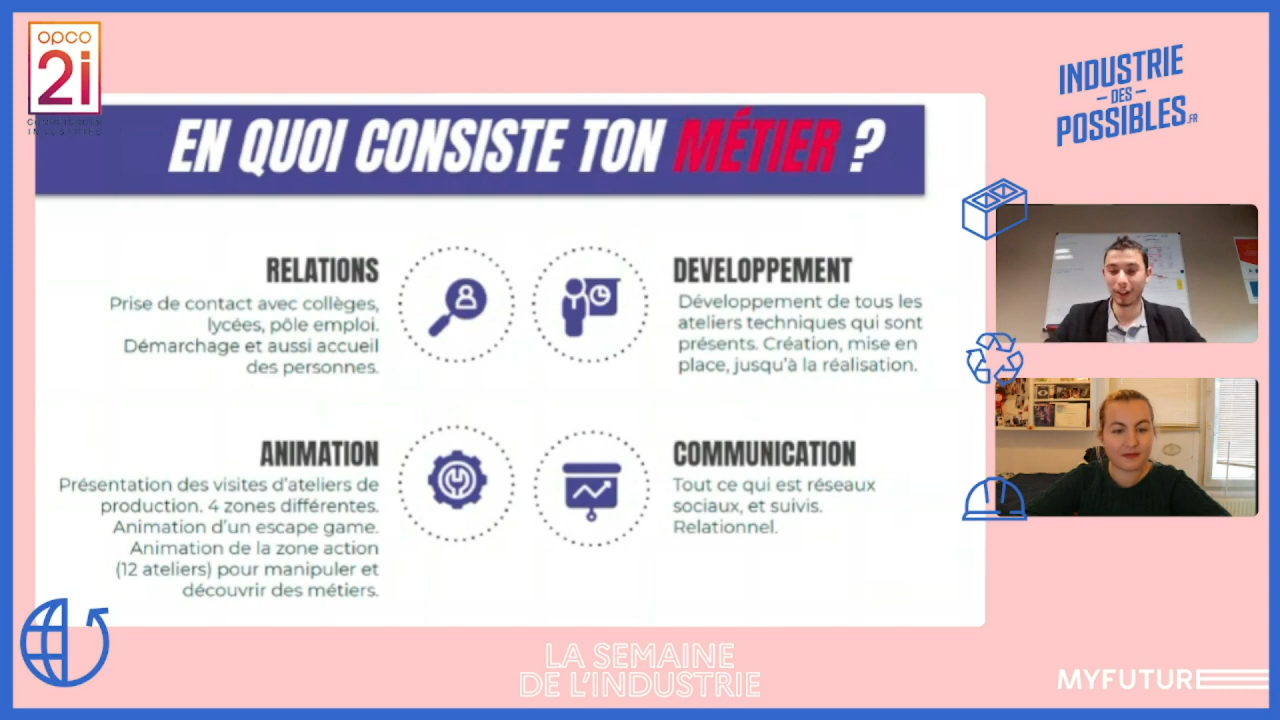 opco
2i
INDUSTRIE
DES
POSSIBLES.FR
EN QUOI CONSISTE TON MÉTIER ?
RELATIONS
Prise de contact avec collèges,
lycées, pôle emploi.
Démarchage et aussi accueil
des personnes.
DEVELOPPEMENT
Développement de tous les
ateliers techniques qui sont
présents. Création, mise en
place, jusqu'à la réalisation.
ANIMATION
Présentation des visites d'ateliers de
production. 4 zones différentes.
Animation d'un escape game.
Animation de la zone action
(12 ateliers) pour manipuler et
découvrir des métiers.
COMMUNICATION
Tout ce qui est réseaux
sociaux, et suivis.
Relationnel.
LA SEMAINE
DE L'INDUSTRIE
MYFUTURE